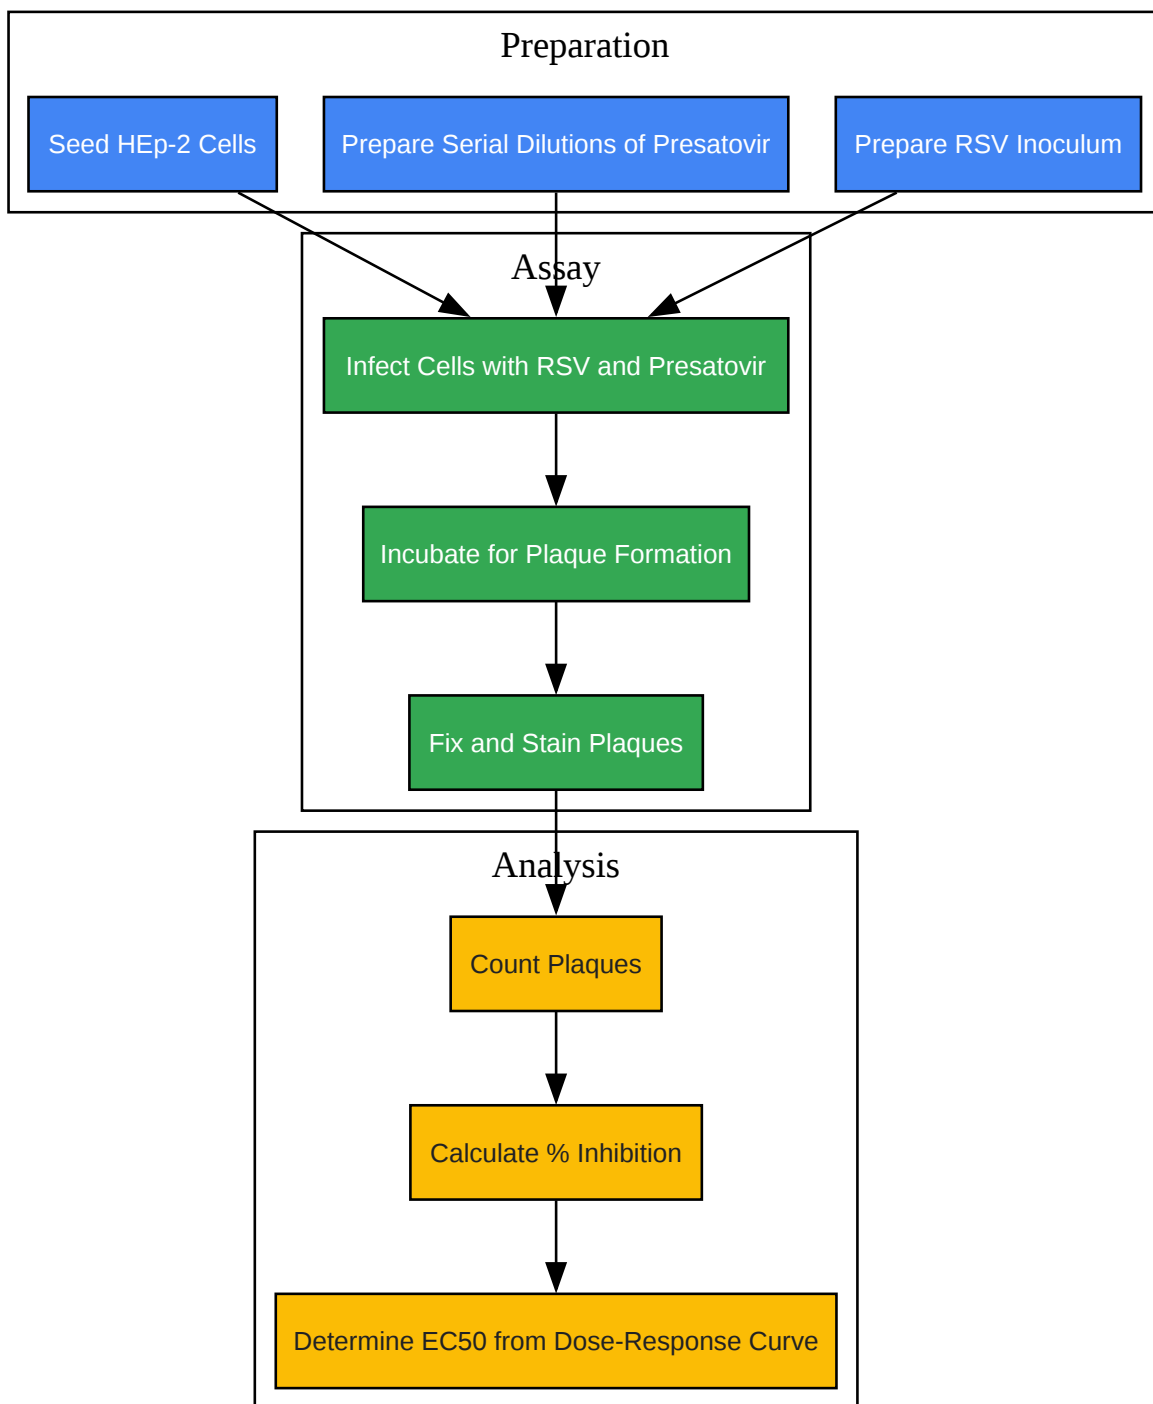 Preparation
Seed HEp-2 Cells
Prepare Serial Dilutions of Presatovir
Prepare RSV Inoculum
Assay
Infect Cells with RSV and Presatovir
Incubate for Plaque Formation
Fix and Stain Plaques
Analysis
Count Plaques
Calculate % Inhibition
Determine EC50 from Dose-Response Curve